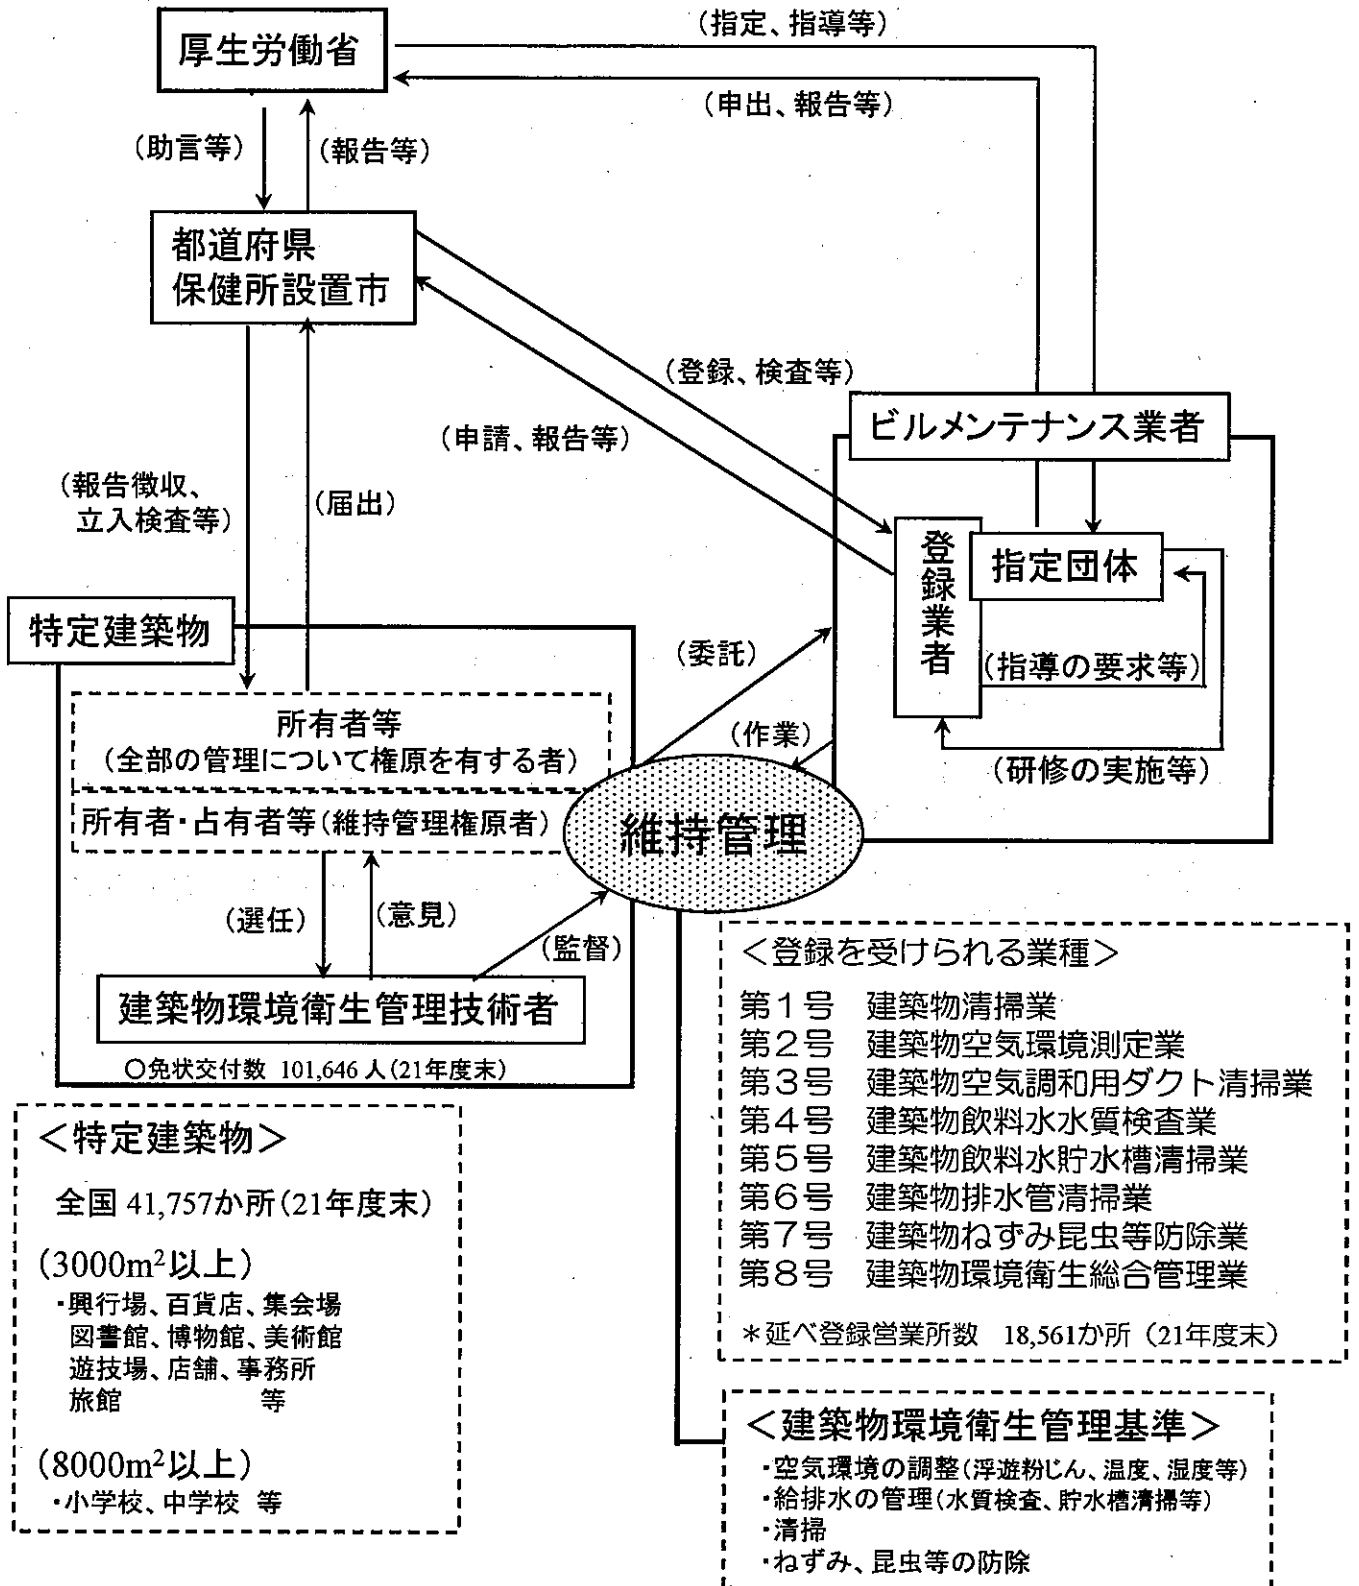 厚生労働省
(指定、指導等)
(申出、報告等)
(助言等)
(報告等)
都道府県
保健所設置市
(登録、検査等)
(申請、報告等)
ビルメンテナンス業者
(報告徴収、
立入検査等)
(届出)
登録業者
指定団体
特定建築物
(委託)
(指導の要求等)
所有者等
(全部の管理について権原を有する者)
(作業)
(研修の実施等)
所有者・占有者等(維持管理権原者)
維持管理
(選任)
(意見)
(監督)
建築物環境衛生管理技術者
○免状交付数 101,646 人(21年度末)
<登録を受けられる業種>
第1号 建築物清掃業
第2号 建築物空気環境測定業
第3号 建築物空気調和用ダクト清掃業
第4号 建築物飲料水水質検査業
第5号 建築物飲料水貯水槽清掃業
第6号 建築物排水管清掃業
第7号 建築物ねずみ昆虫等防除業
第8号 建築物環境衛生総合管理業
*延べ登録営業所数 18,561か所 (21年度末)
<特定建築物>
全国 41,757か所(21年度末)
(3000m²以上)
・興行場、百貨店、集会場
図書館、博物館、美術館
遊技場、店舗、事務所
旅館 等
(8000m²以上)
・小学校、中学校 等
<建築物環境衛生管理基準>
・空気環境の調整(浮遊粉じん、温度、湿度等)
・給排水の管理(水質検査、貯水槽清掃等)
・清掃
・ねずみ、昆虫等の防除